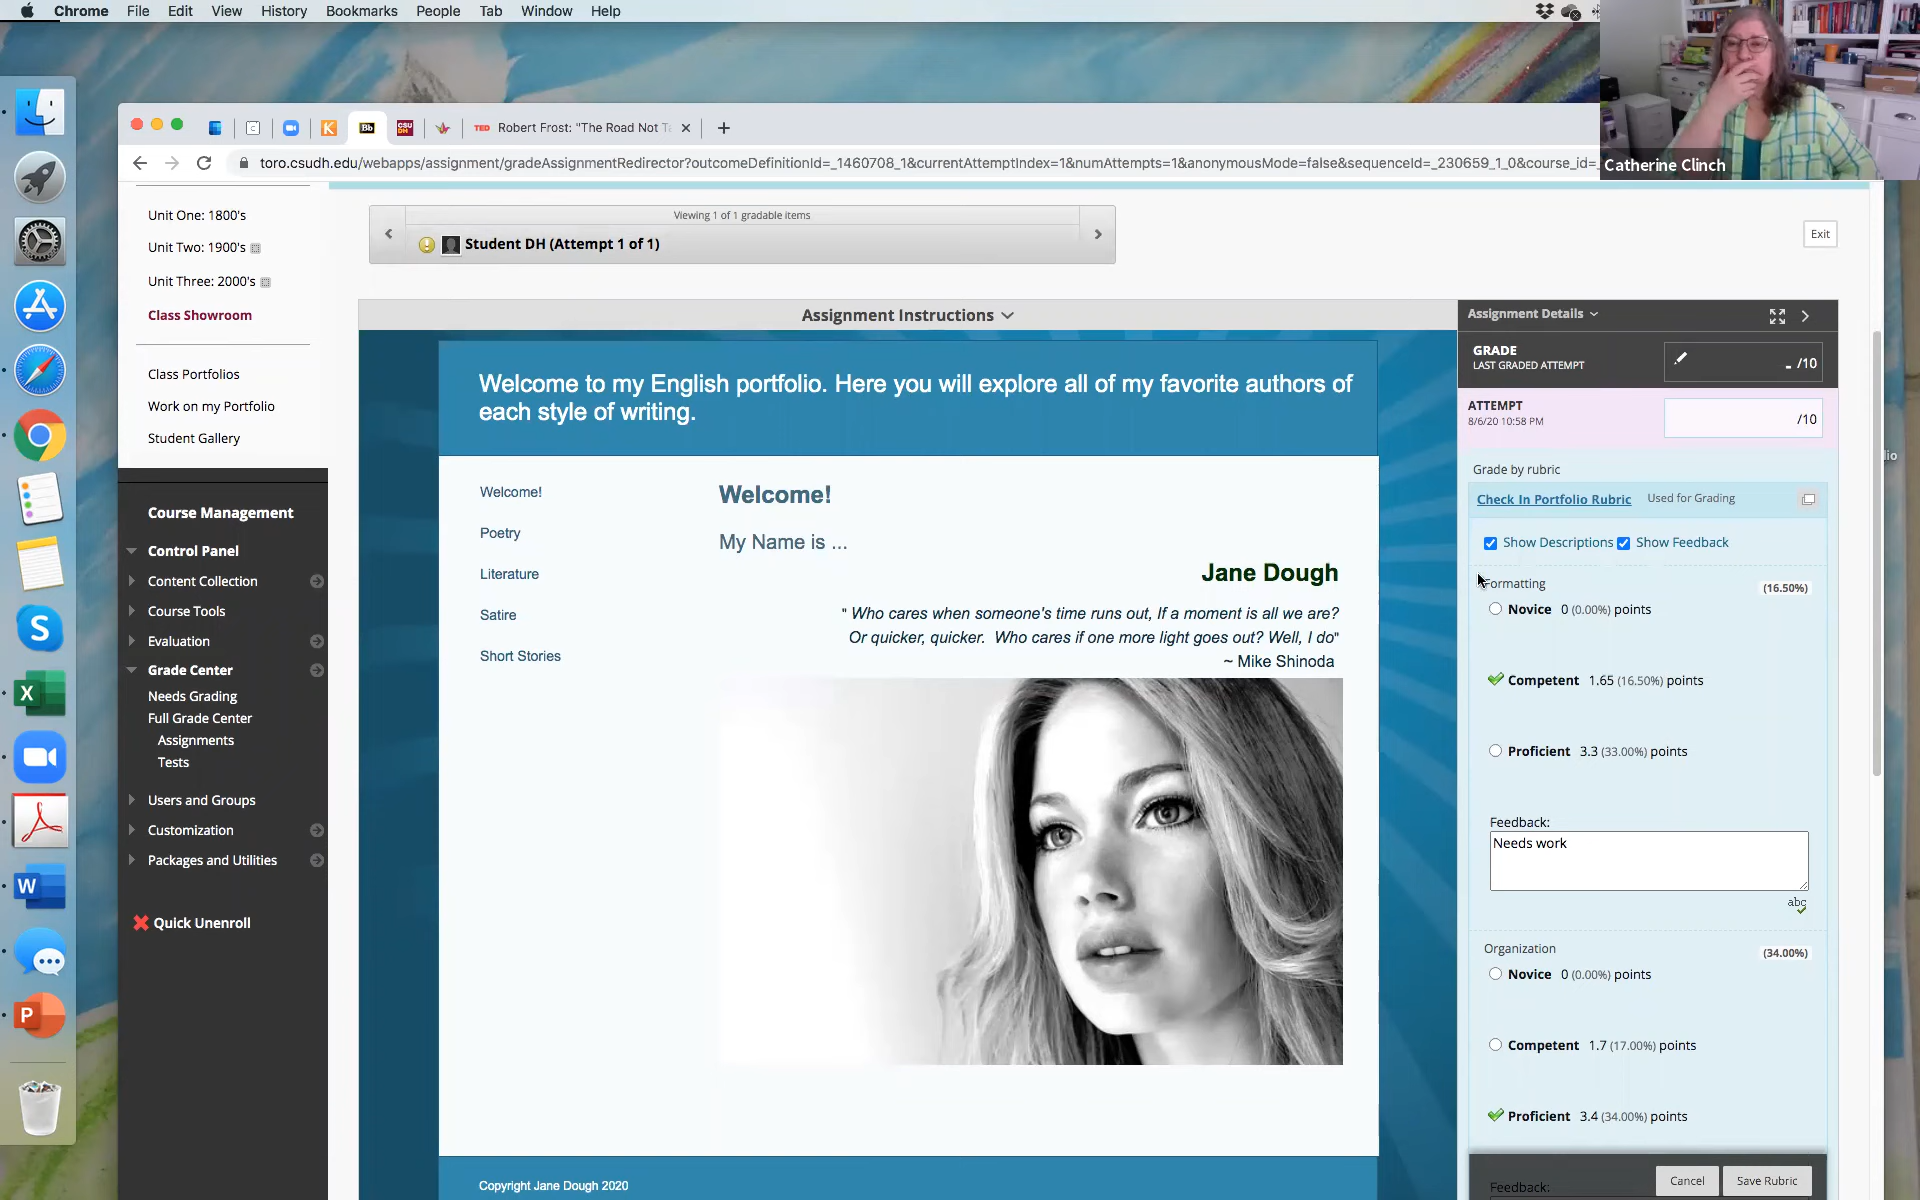 Chrome File Edit View History Bookmarks People Tab Window Help
Catherine Clinch
Bb
CSU
DH
TED Robert Frost: "The Road Not T
toro.csudh.edu/webapps/assignment/gradeAssignmentRedirector?outcomeDefinitionId=_1460708_1&currentAttemptIndex=1&numAttempts=1&anonymousMode=false&sequenceId=_230659_1_0&course_id=
Unit One: 1800's
Unit Two: 1900's
Unit Three: 2000's
Class Showroom
Class Portfolios
Work on my Portfolio
Student Gallery
Course Management
Control Panel
Content Collection
Course Tools
Evaluation
Grade Center
Needs Grading
Full Grade Center
Assignments
Tests
Users and Groups
Customization
Packages and Utilities
Quick Unenroll
Viewing 1 of 1 gradable items
Student DH (Attempt 1 of 1)
Exit
Assignment Instructions
Welcome to my English portfolio. Here you will explore all of my favorite authors of
each style of writing.
Welcome!
Poetry
Literature
Satire
Short Stories
Welcome!
My Name is ...
Jane Dough
" Who cares when someone's time runs out, If a moment is all we are?
Or quicker, quicker. Who cares if one more light goes out? Well, I do"
~ Mike Shinoda
Copyright Jane Dough 2020
Assignment Details
GRADE
LAST GRADED ATTEMPT
- /10
ATTEMPT
8/6/20 10:58 PM
/10
Grade by rubric
Check In Portfolio Rubric Used for Grading
Show Descriptions Show Feedback
Formatting (16.50%)
Novice 0 (0.00%) points
Competent 1.65 (16.50%) points
Proficient 3.3 (33.00%) points
Feedback:
Needs work
abc
Organization (34.00%)
Novice 0 (0.00%) points
Competent 1.7 (17.00%) points
Proficient 3.4 (34.00%) points
Feedback:
Cancel Save Rubric